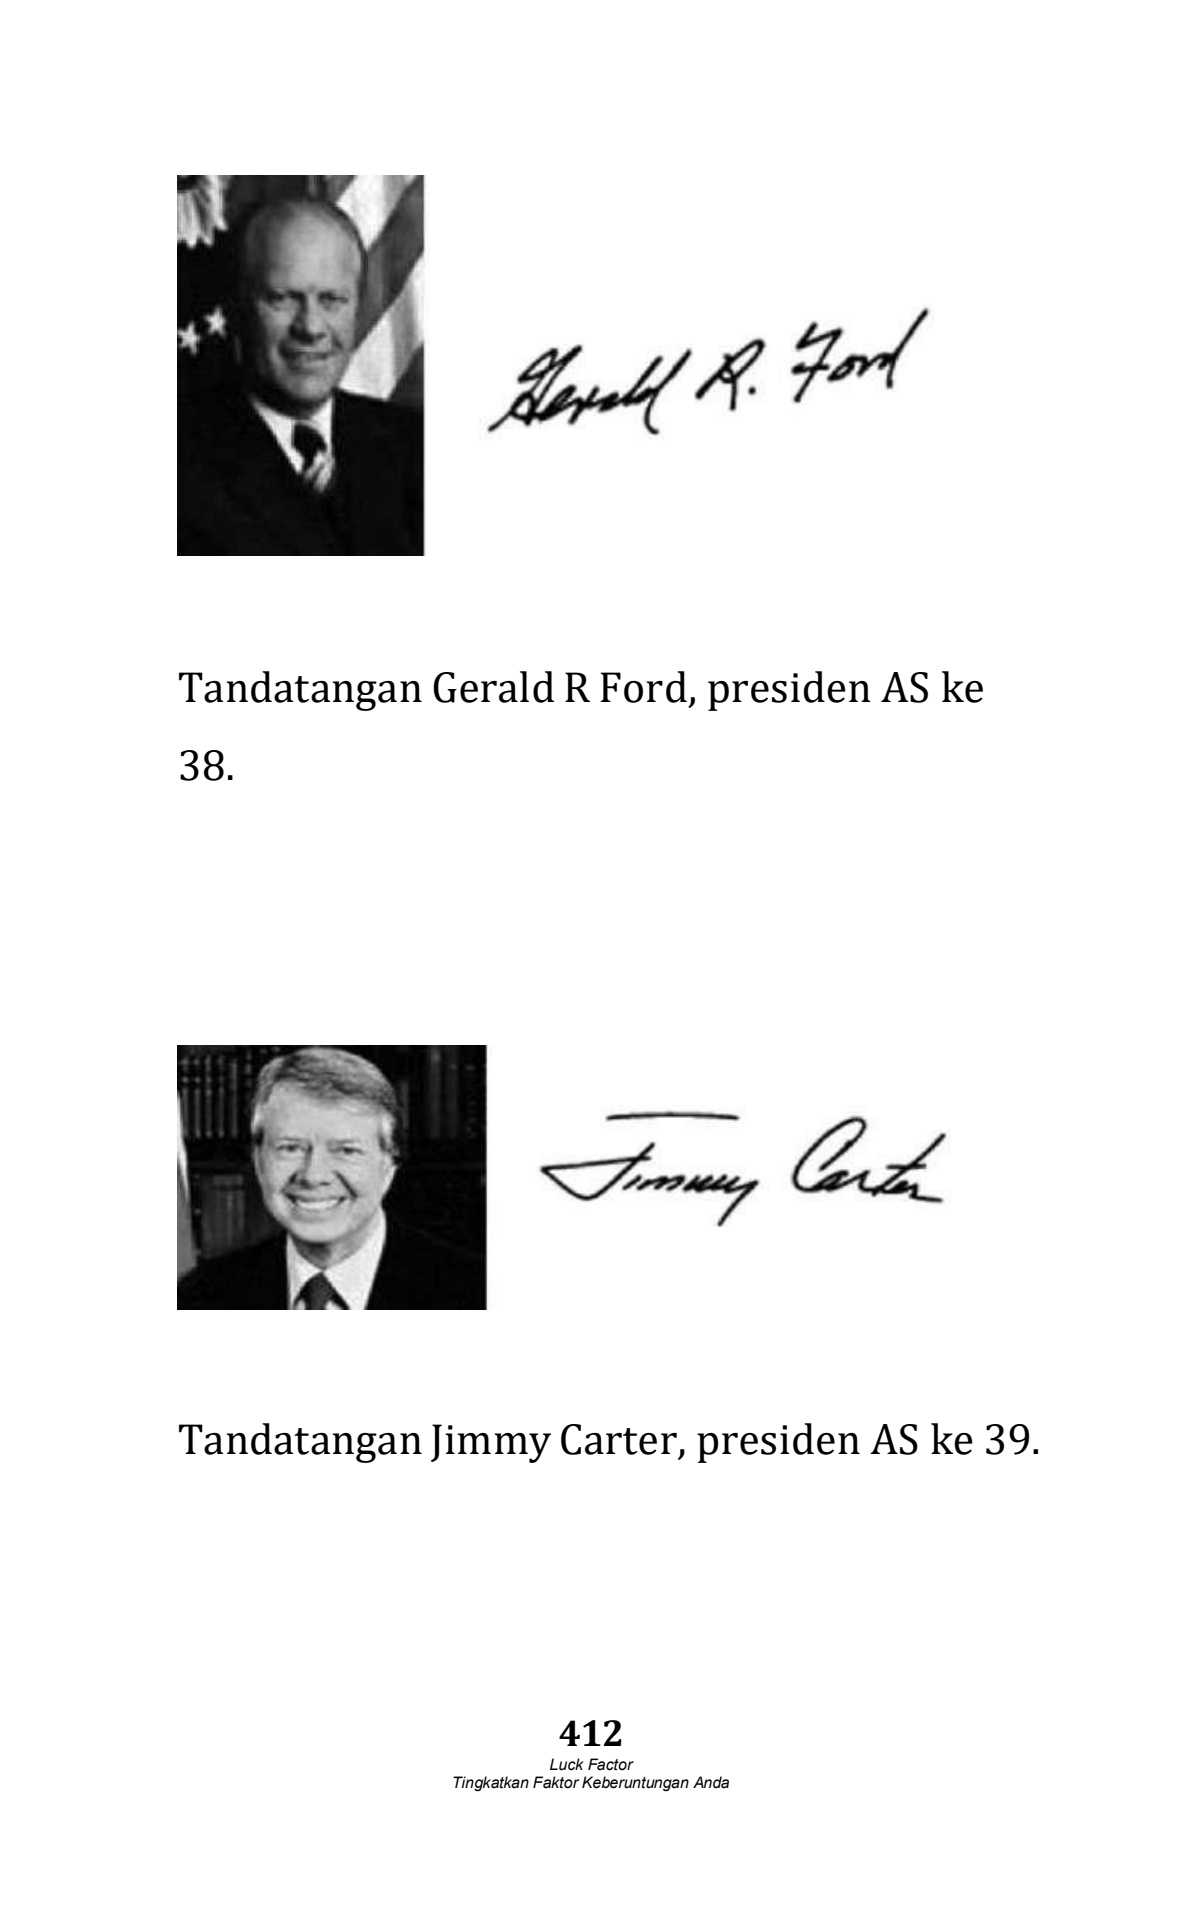 Gerald R. Ford
Tandatangan Gerald R Ford, presiden AS ke
38.
Jimmy Carter
Tandatangan Jimmy Carter, presiden AS ke 39.
412
Luck Factor
Tingkatkan Faktor Keberuntungan Anda